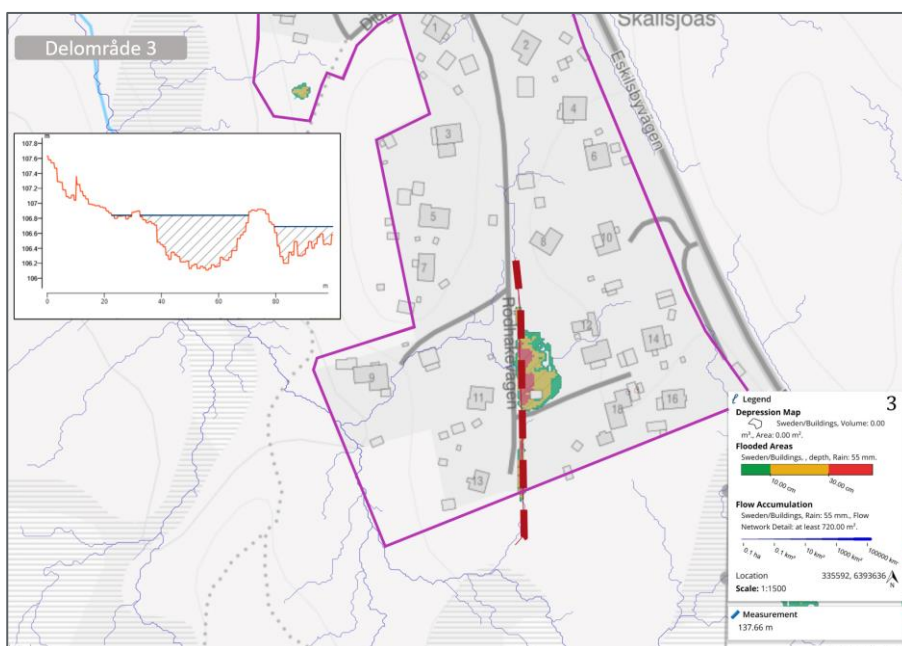 Delområde 3
Skallsjöås
Eskilsbyvägen
1
2
3
4
5
6
7
8
9
10
11
12
13
14
16
18
Rödhakevägen
m
107.8
107.6
107.4
107.2
107
106.8
106.6
106.4
106.2
106
0
20
40
60
80
m
Legend
3
Depression Map
Sweden/Buildings, Volume: 0.00
m³., Area: 0.00 m².
Flooded Areas
Sweden/Buildings, , depth, Rain: 55 mm.
10.00 cm
30.00 cm
Flow Accumulation
Sweden/Buildings, Rain: 55 mm., Flow
Network Detail: at least 720.00 m².
0.1 ha
0.1 km²
10 km²
1000 km²
100000 km²
Location
335592, 6393636
N
Scale: 1:1500
Measurement
137.66 m